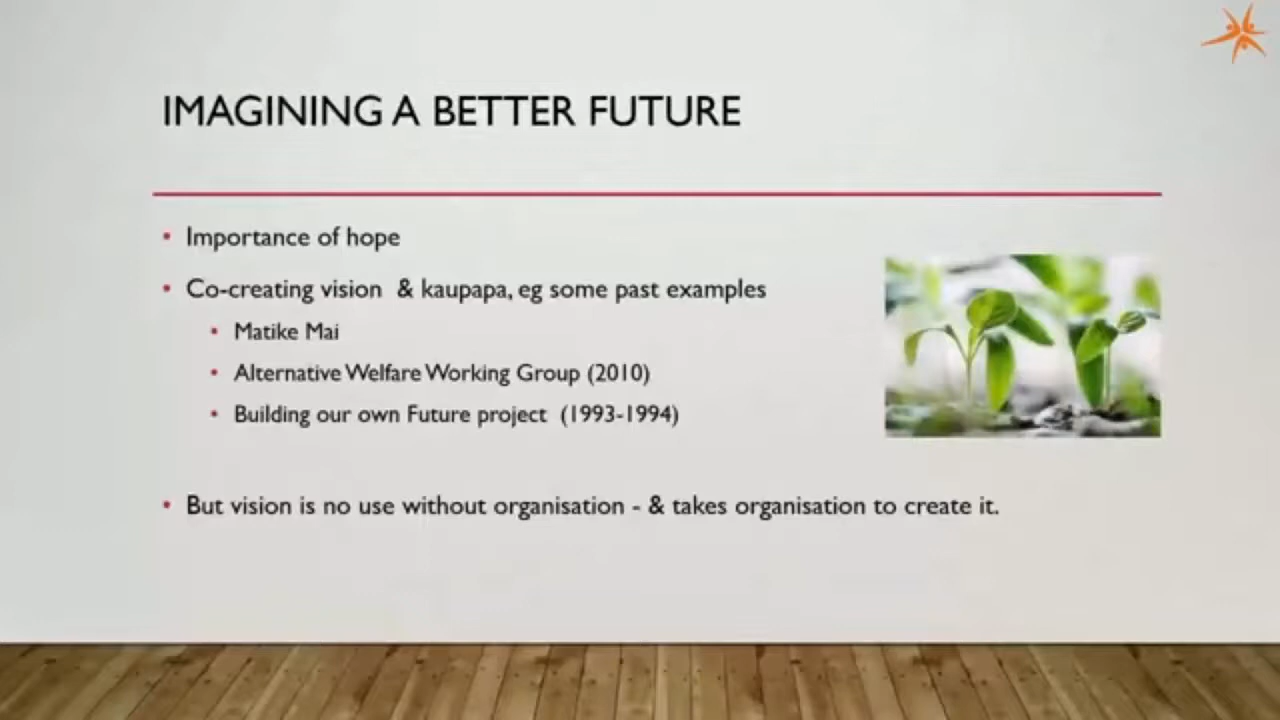 IMAGINING A BETTER FUTURE
• Importance of hope
• Co-creating vision & kaupapa, eg some past examples
• Matike Mai
• Alternative Welfare Working Group (2010)
• Building our own Future project (1993-1994)
• But vision is no use without organisation - & takes organisation to create it.